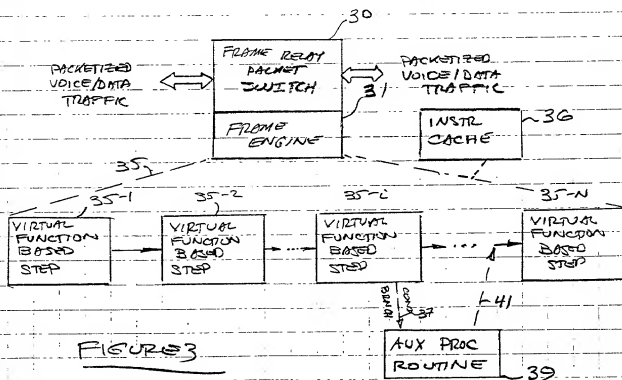 30
FRAME RELAY
PACKET
SWITCH
PACKETIZED
VOICE/DATA
TRAFFIC
PACKETIZED
VOICE/DATA
TRAFFIC
31
FRAME
ENGINE
INSTR
CACHE
36
35
35-1
35-2
35-i
35-N
VIRTUAL
FUNCTION
BASED
STEP
VIRTUAL
FUNCTION
BASED
STEP
VIRTUAL
FUNCTION
BASED
STEP
VIRTUAL
FUNCTION
BASED
STEP
COND
BRANCH
37
41
AUX PROC
ROUTINE
39
FIGURE 3